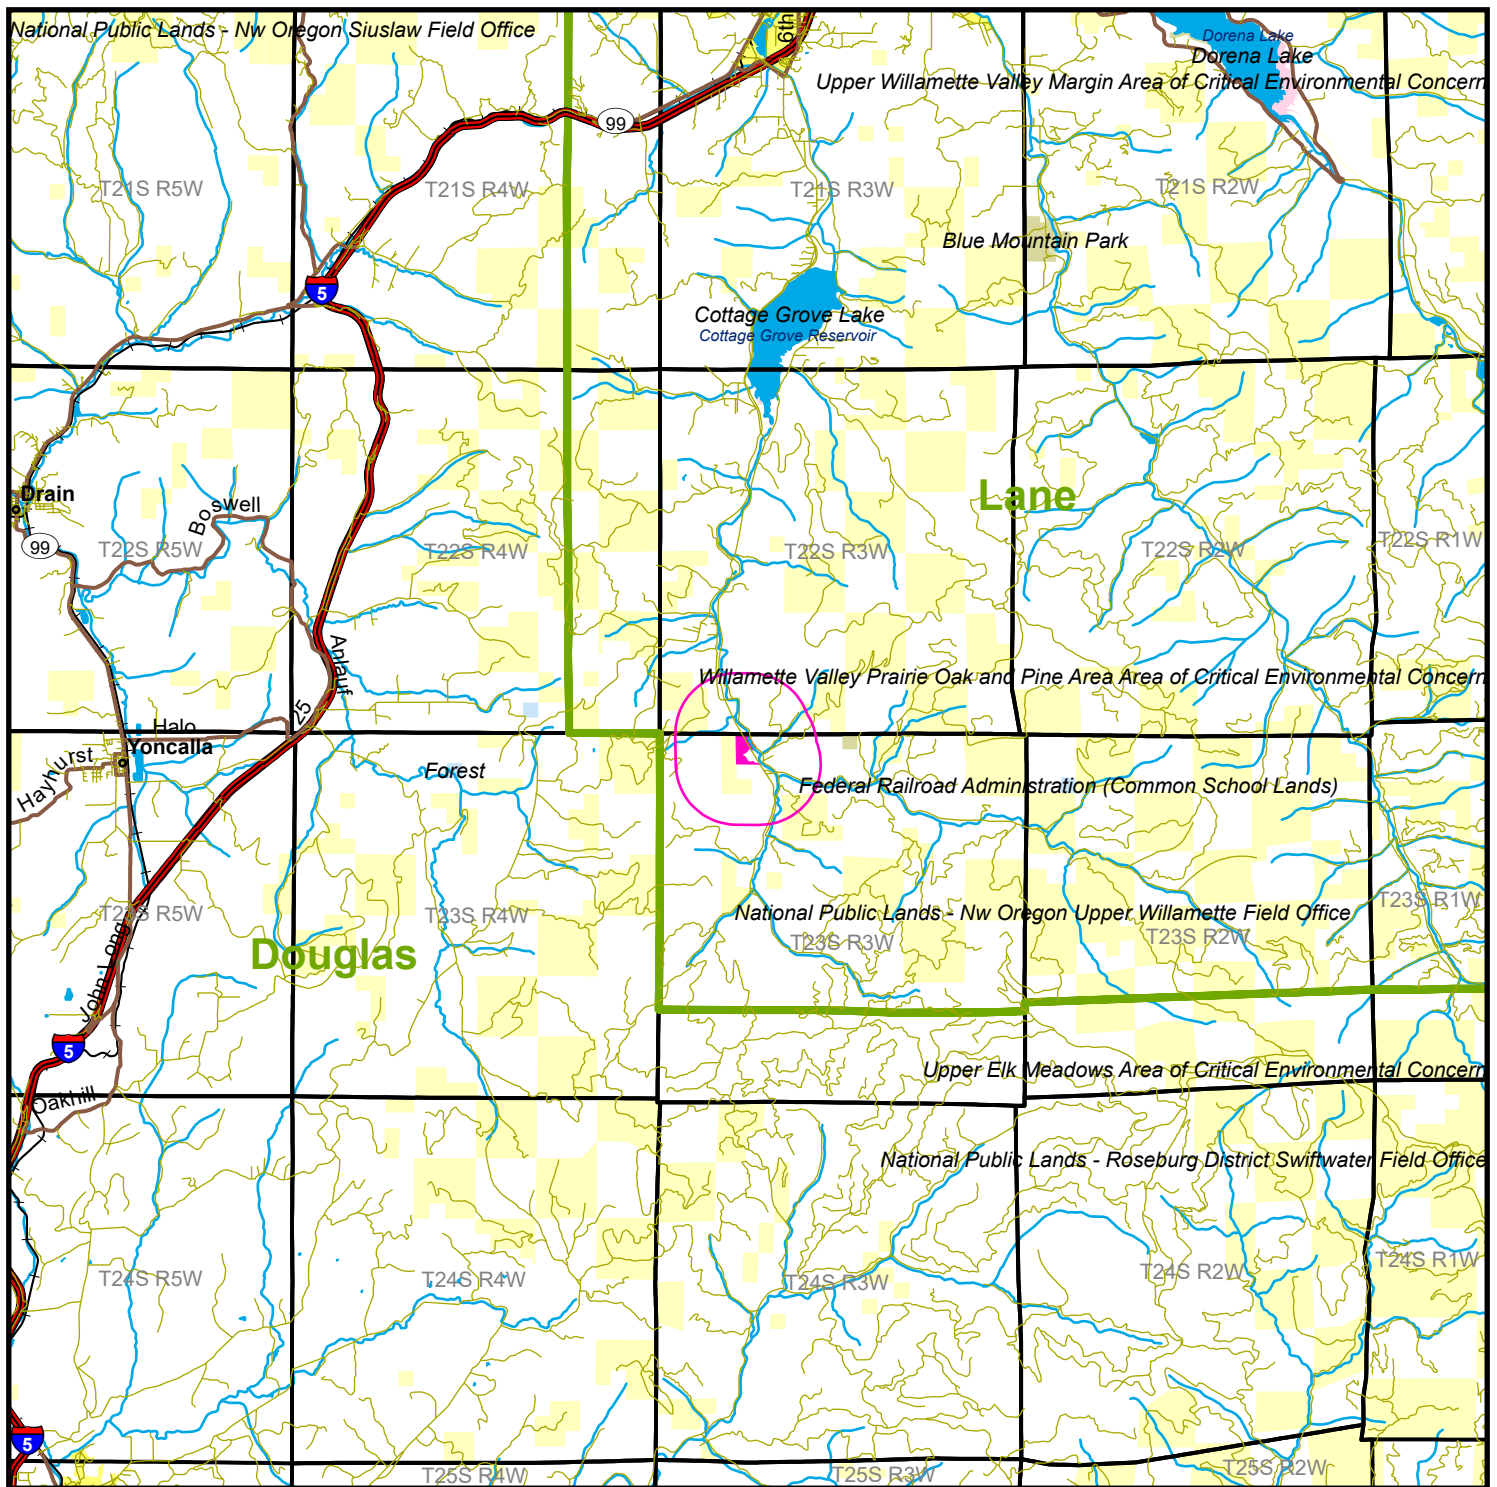 National Public Lands - Nw Oregon Siuslaw Field Office
6th
Dorena Lake
Dorena Lake
Upper Willamette Valley Margin Area of Critical Environmental Concern
99
T21S R5W
T21S R4W
T21S R3W
T21S R2W
Blue Mountain Park
5
Cottage Grove Lake
Cottage Grove Reservoir
Drain
Lane
Boswell
99
T22S R5W
T22S R4W
T22S R3W
T22S R2W
T22S R1W
Anlauf
Willamette Valley Prairie Oak and Pine Area Area of Critical Environmental Concern
25
Halo
Yoncalla
Hayhurst
Forest
Federal Railroad Administration (Common School Lands)
T23S R5W
T23S R4W
National Public Lands - Nw Oregon Upper Willamette Field Office
T23S R1W
T23S R3W
T23S R2W
Douglas
John Long
5
Oakhill
Upper Elk Meadows Area of Critical Environmental Concern
National Public Lands - Roseburg District Swiftwater Field Office
T24S R5W
T24S R4W
T24S R3W
T24S R2W
T24S R1W
5
T25S R4W
T25S R3W
T25S R2W